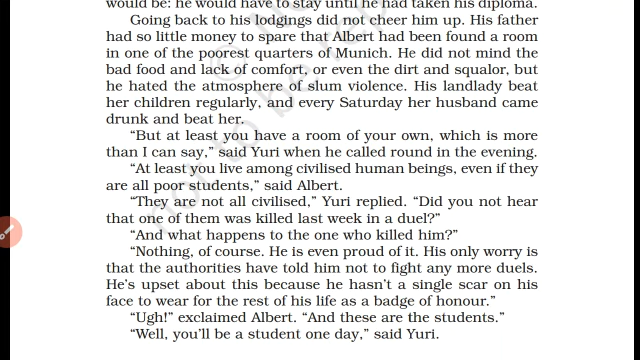 would be: he would have to stay until he had taken his diploma.
Going back to his lodgings did not cheer him up. His father
had so little money to spare that Albert had been found a room
in one of the poorest quarters of Munich. He did not mind the
bad food and lack of comfort, or even the dirt and squalor, but
he hated the atmosphere of slum violence. His landlady beat
her children regularly, and every Saturday her husband came
drunk and beat her.
“But at least you have a room of your own, which is more
than I can say,” said Yuri when he called round in the evening.
“At least you live among civilised human beings, even if they
are all poor students,” said Albert.
“They are not all civilised,” Yuri replied. “Did you not hear
that one of them was killed last week in a duel?”
“And what happens to the one who killed him?”
“Nothing, of course. He is even proud of it. His only worry is
that the authorities have told him not to fight any more duels.
He’s upset about this because he hasn’t a single scar on his
face to wear for the rest of his life as a badge of honour.”
“Ugh!” exclaimed Albert. “And these are the students.”
“Well, you’ll be a student one day,” said Yuri.
not to be re